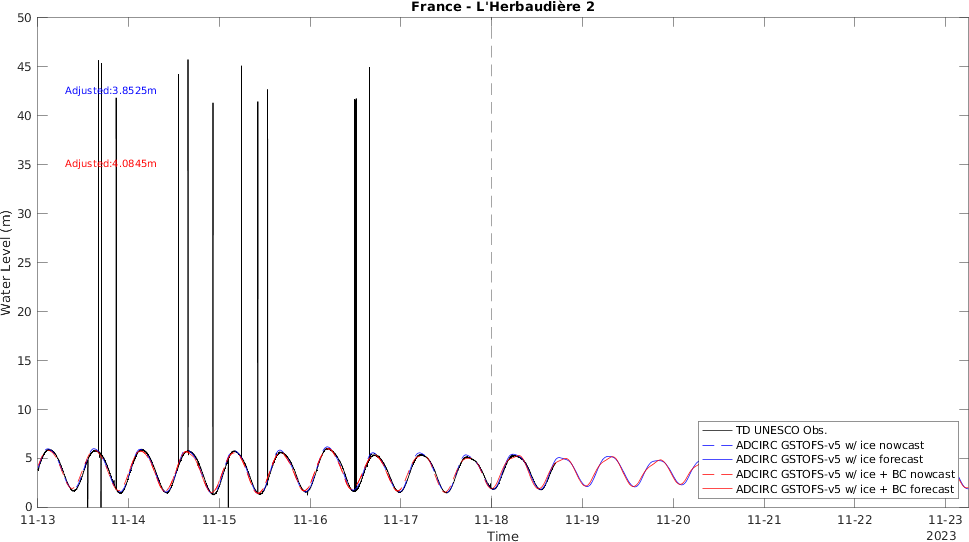 France - L'Herbaudière 2
50
45
40
35
30
25
20
15
10
5
0
Water Level (m)
Adjusted:3.8525m
Adjusted:4.0845m
TD UNESCO Obs.
ADCIRC GSTOFS-v5 w/ ice nowcast
ADCIRC GSTOFS-v5 w/ ice forecast
ADCIRC GSTOFS-v5 w/ ice + BC nowcast
ADCIRC GSTOFS-v5 w/ ice + BC forecast
11-13 11-14 11-15 11-16 11-17 11-18 11-19 11-20 11-21 11-22 11-23
2023
Time